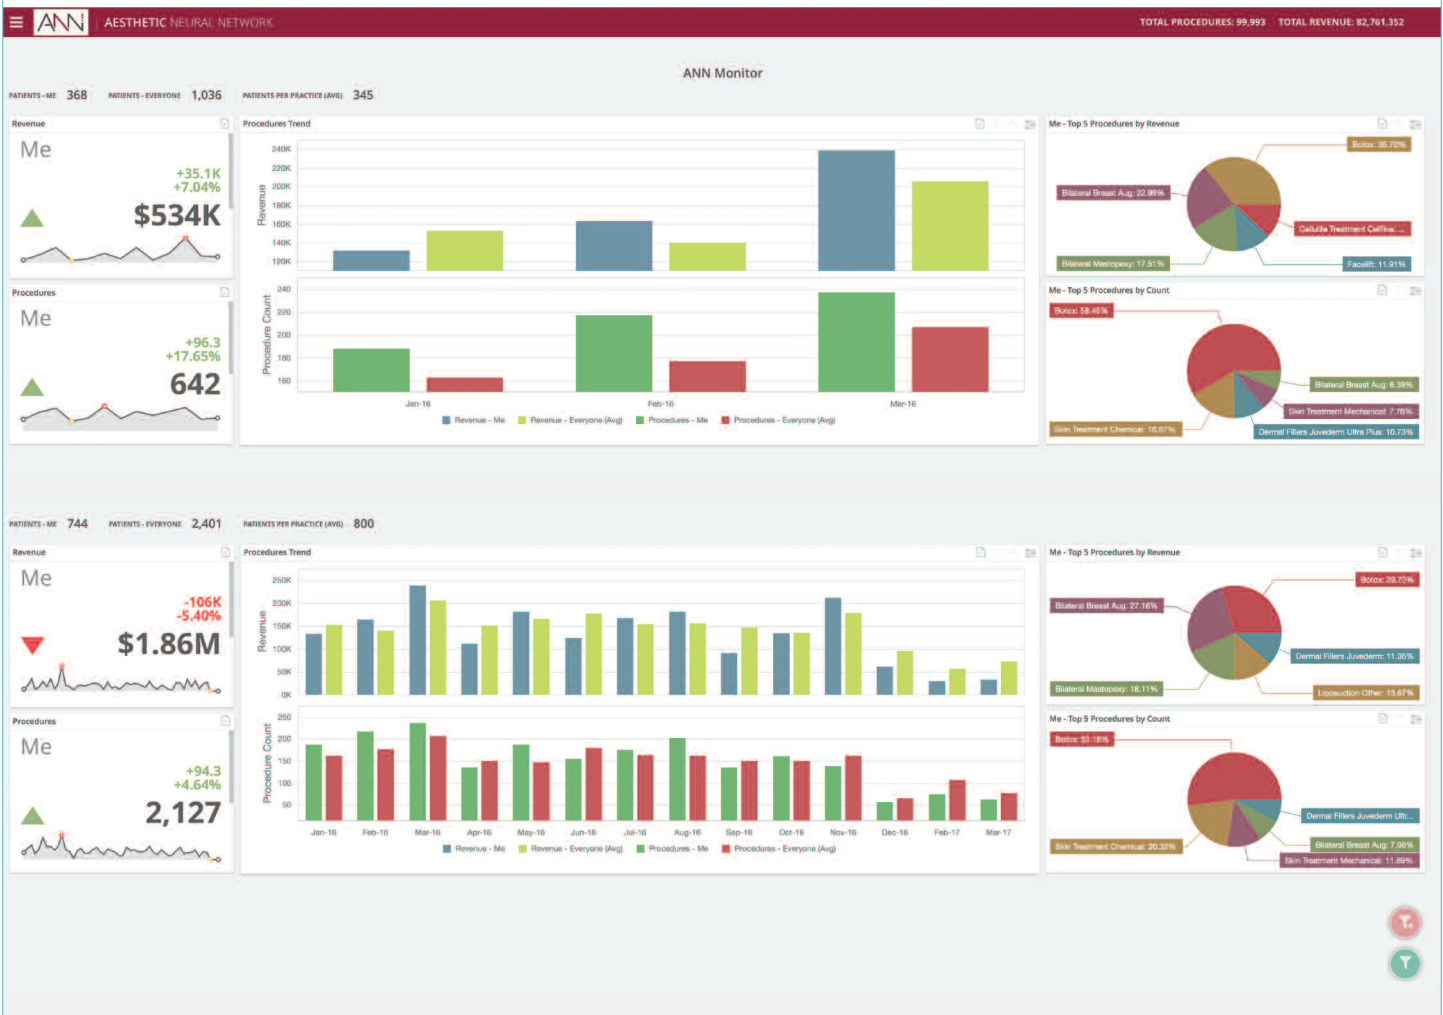 ANN AESTHETIC NEURAL NETWORK TOTAL PROCEDURES: 99,993 TOTAL REVENUE: 82,761,352
ANN Monitor
PATIENTS - ME 368 PATIENTS - EVERYONE 1,036 PATIENTS PER PRACTICE (AVG) 345
Revenue
Me
+35.1K
+7.04%
$534K
Procedures
Me
+96.3
+17.65%
642
Procedures Trend
Revenue
240K
220K
200K
180K
160K
140K
120K
Procedure Count
240
220
200
180
160
Jan-16 Feb-16 Mar-16
Revenue - Me Revenue - Everyone (Avg) Procedures - Me Procedures - Everyone (Avg)
Me - Top 5 Procedures by Revenue
Botox: 35.70%
Bilateral Breast Aug: 22.99%
Cellulite Treatment Cellfina: ...
Bilateral Mastopexy: 17.51%
Facelift: 11.91%
Me - Top 5 Procedures by Count
Botox: 58.45%
Bilateral Breast Aug: 6.39%
Skin Treatment Mechanical: 7.76%
Skin Treatment Chemical: 16.67%
Dermal Fillers Juvederm Ultra Plus: 10.73%
PATIENTS - ME 744 PATIENTS - EVERYONE 2,401 PATIENTS PER PRACTICE (AVG) 800
Revenue
Me
-106K
-5.40%
$1.86M
Procedures
Me
+94.3
+4.64%
2,127
Procedures Trend
Revenue
250K
200K
150K
100K
50K
0K
Procedure Count
250
200
150
100
50
Jan-16 Feb-16 Mar-16 Apr-16 May-16 Jun-16 Jul-16 Aug-16 Sep-16 Oct-16 Nov-16 Dec-16 Feb-17 Mar-17
Revenue - Me Revenue - Everyone (Avg) Procedures - Me Procedures - Everyone (Avg)
Me - Top 5 Procedures by Revenue
Botox: 29.70%
Bilateral Breast Aug: 27.16%
Dermal Fillers Juvederm: 11.36%
Bilateral Mastopexy: 18.11%
Liposuction Other: 13.67%
Me - Top 5 Procedures by Count
Botox: 52.16%
Dermal Fillers Juvederm Ultr...
Bilateral Breast Aug: 7.98%
Skin Treatment Chemical: 20.32%
Skin Treatment Mechanical: 11.89%